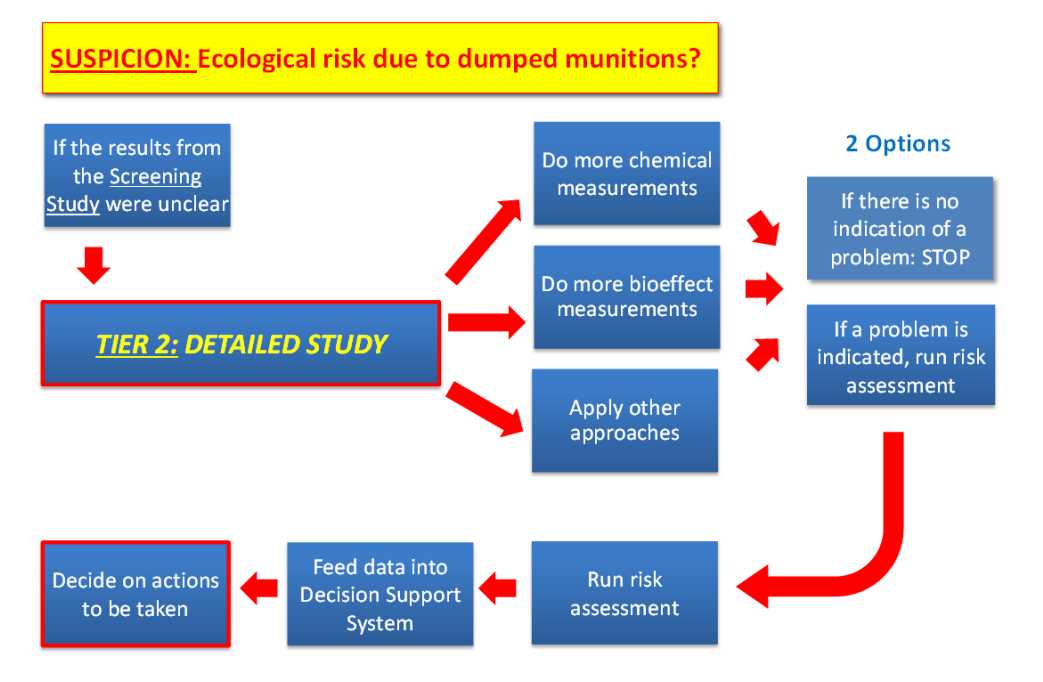 SUSPICION: Ecological risk due to dumped munitions?
If the results from
the Screening
Study were unclear
TIER 2: DETAILED STUDY
Do more chemical
measurements
Do more bioeffect
measurements
Apply other
approaches
2 Options
If there is no
indication of a
problem: STOP
If a problem is
indicated, run risk
assessment
Run risk
assessment
Feed data into
Decision Support
System
Decide on actions
to be taken